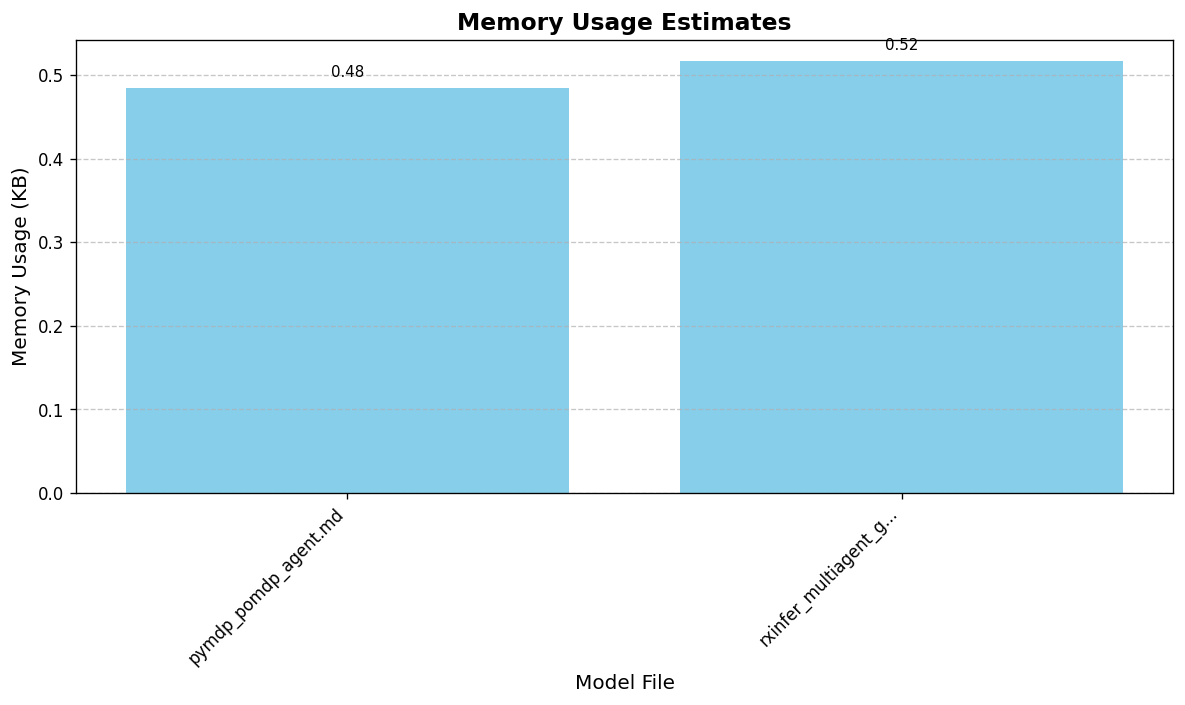 Memory Usage Estimates
0.52
0.48
0.5
0.4
0.3
0.2
0.1
0.0
Memory Usage (KB)
pymdp_pomdp_agent.md
rxinfer_multiagent_g...
Model File